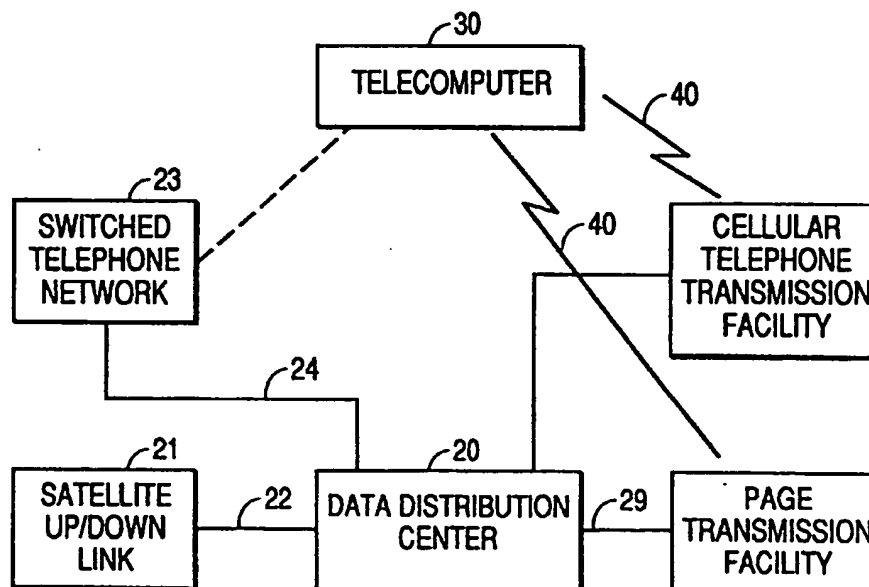 30
TELECOMPUTER
40
23
SWITCHED
TELEPHONE
NETWORK
40
CELLULAR
TELEPHONE
TRANSMISSION
FACILITY
24
21
SATELLITE
UP/DOWN
LINK
22
20
DATA DISTRIBUTION
CENTER
29
PAGE
TRANSMISSION
FACILITY